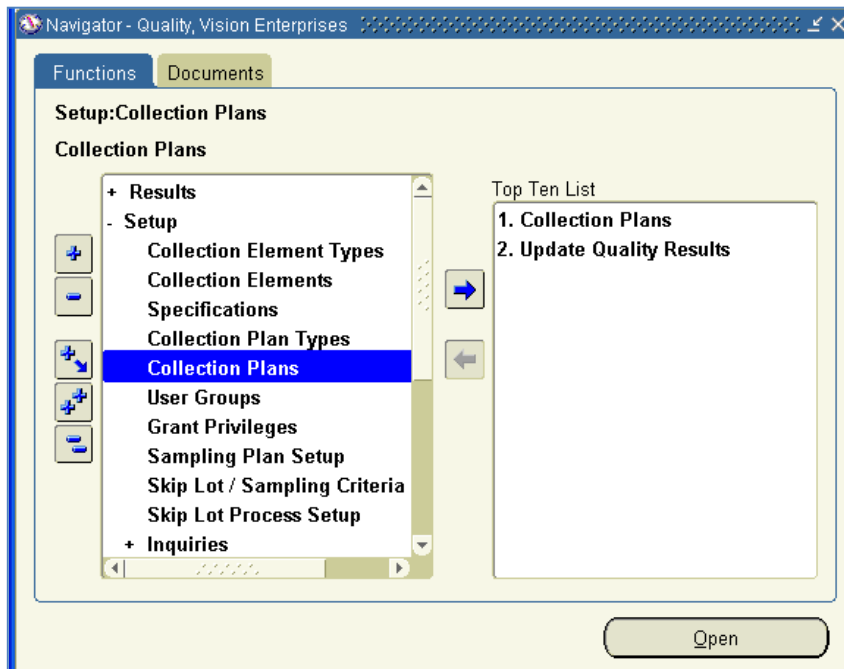 Navigator - Quality, Vision Enterprises
Functions
Documents
Setup:Collection Plans
Collection Plans
+ Results
- Setup
Collection Element Types
Collection Elements
Specifications
Collection Plan Types
Collection Plans
User Groups
Grant Privileges
Sampling Plan Setup
Skip Lot / Sampling Criteria
Skip Lot Process Setup
+ Inquiries
Top Ten List
1. Collection Plans
2. Update Quality Results
Open